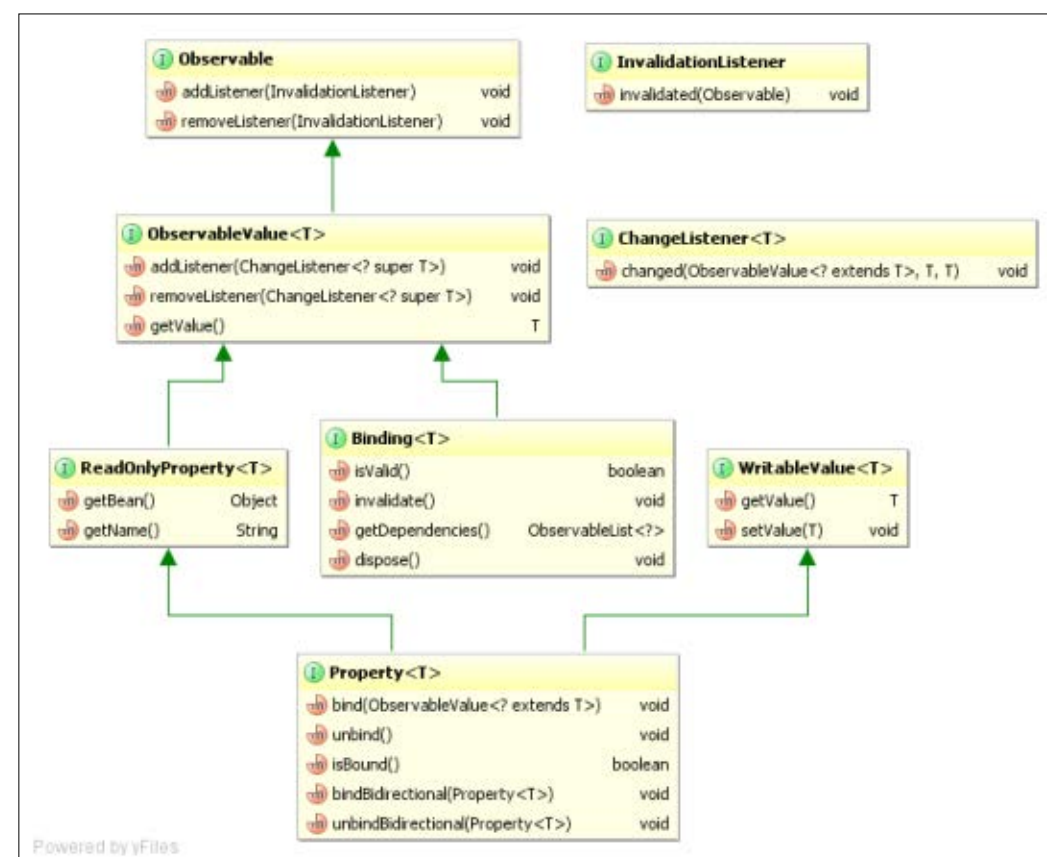 Observable
addListener(InvalidationListener) void
removeListener(InvalidationListener) void
InvalidationListener
invalidated(Observable) void
ObservableValue<T>
addListener(ChangeListener<? super T>) void
removeListener(ChangeListener<? super T>) void
getValue() T
ChangeListener<T>
changed(ObservableValue<? extends T>, T, T) void
ReadOnlyProperty<T>
getBean() Object
getName() String
Binding<T>
isValid() boolean
invalidate() void
getDependencies() ObservableList<?>
dispose() void
WritableValue<T>
getValue() T
setValue(T) void
Property<T>
bind(ObservableValue<? extends T>) void
unbind() void
isBound() boolean
bindBidirectional(Property<T>) void
unbindBidirectional(Property<T>) void
Powered by yFiles